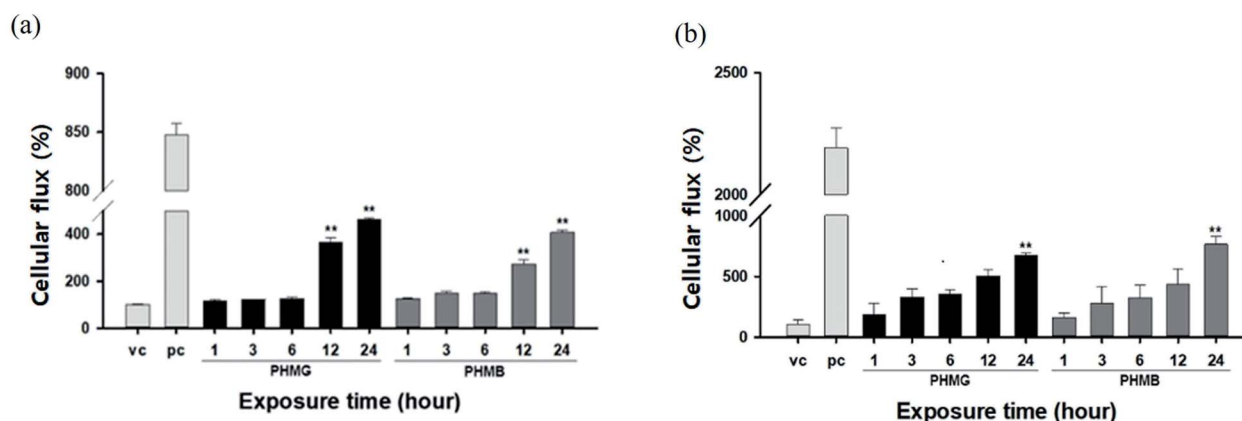 (a)
(b)
Cellular flux (%)
900
850
800
400
200
0
** ** ** **
vc pc 1 3 6 12 24 1 3 6 12 24
PHMG PHMB
Exposure time (hour)
Cellular flux (%)
2500
2000
1000
500
0
** **
vc pc 1 3 6 12 24 1 3 6 12 24
PHMG PHMB
Exposure time (hour)